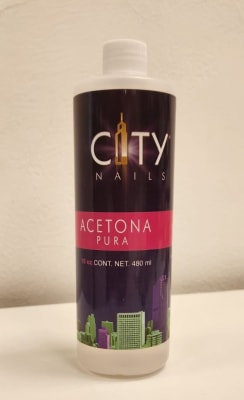 CITY
NAILS
ACETONA
PURA
16 oz CONT. NET. 480 ml